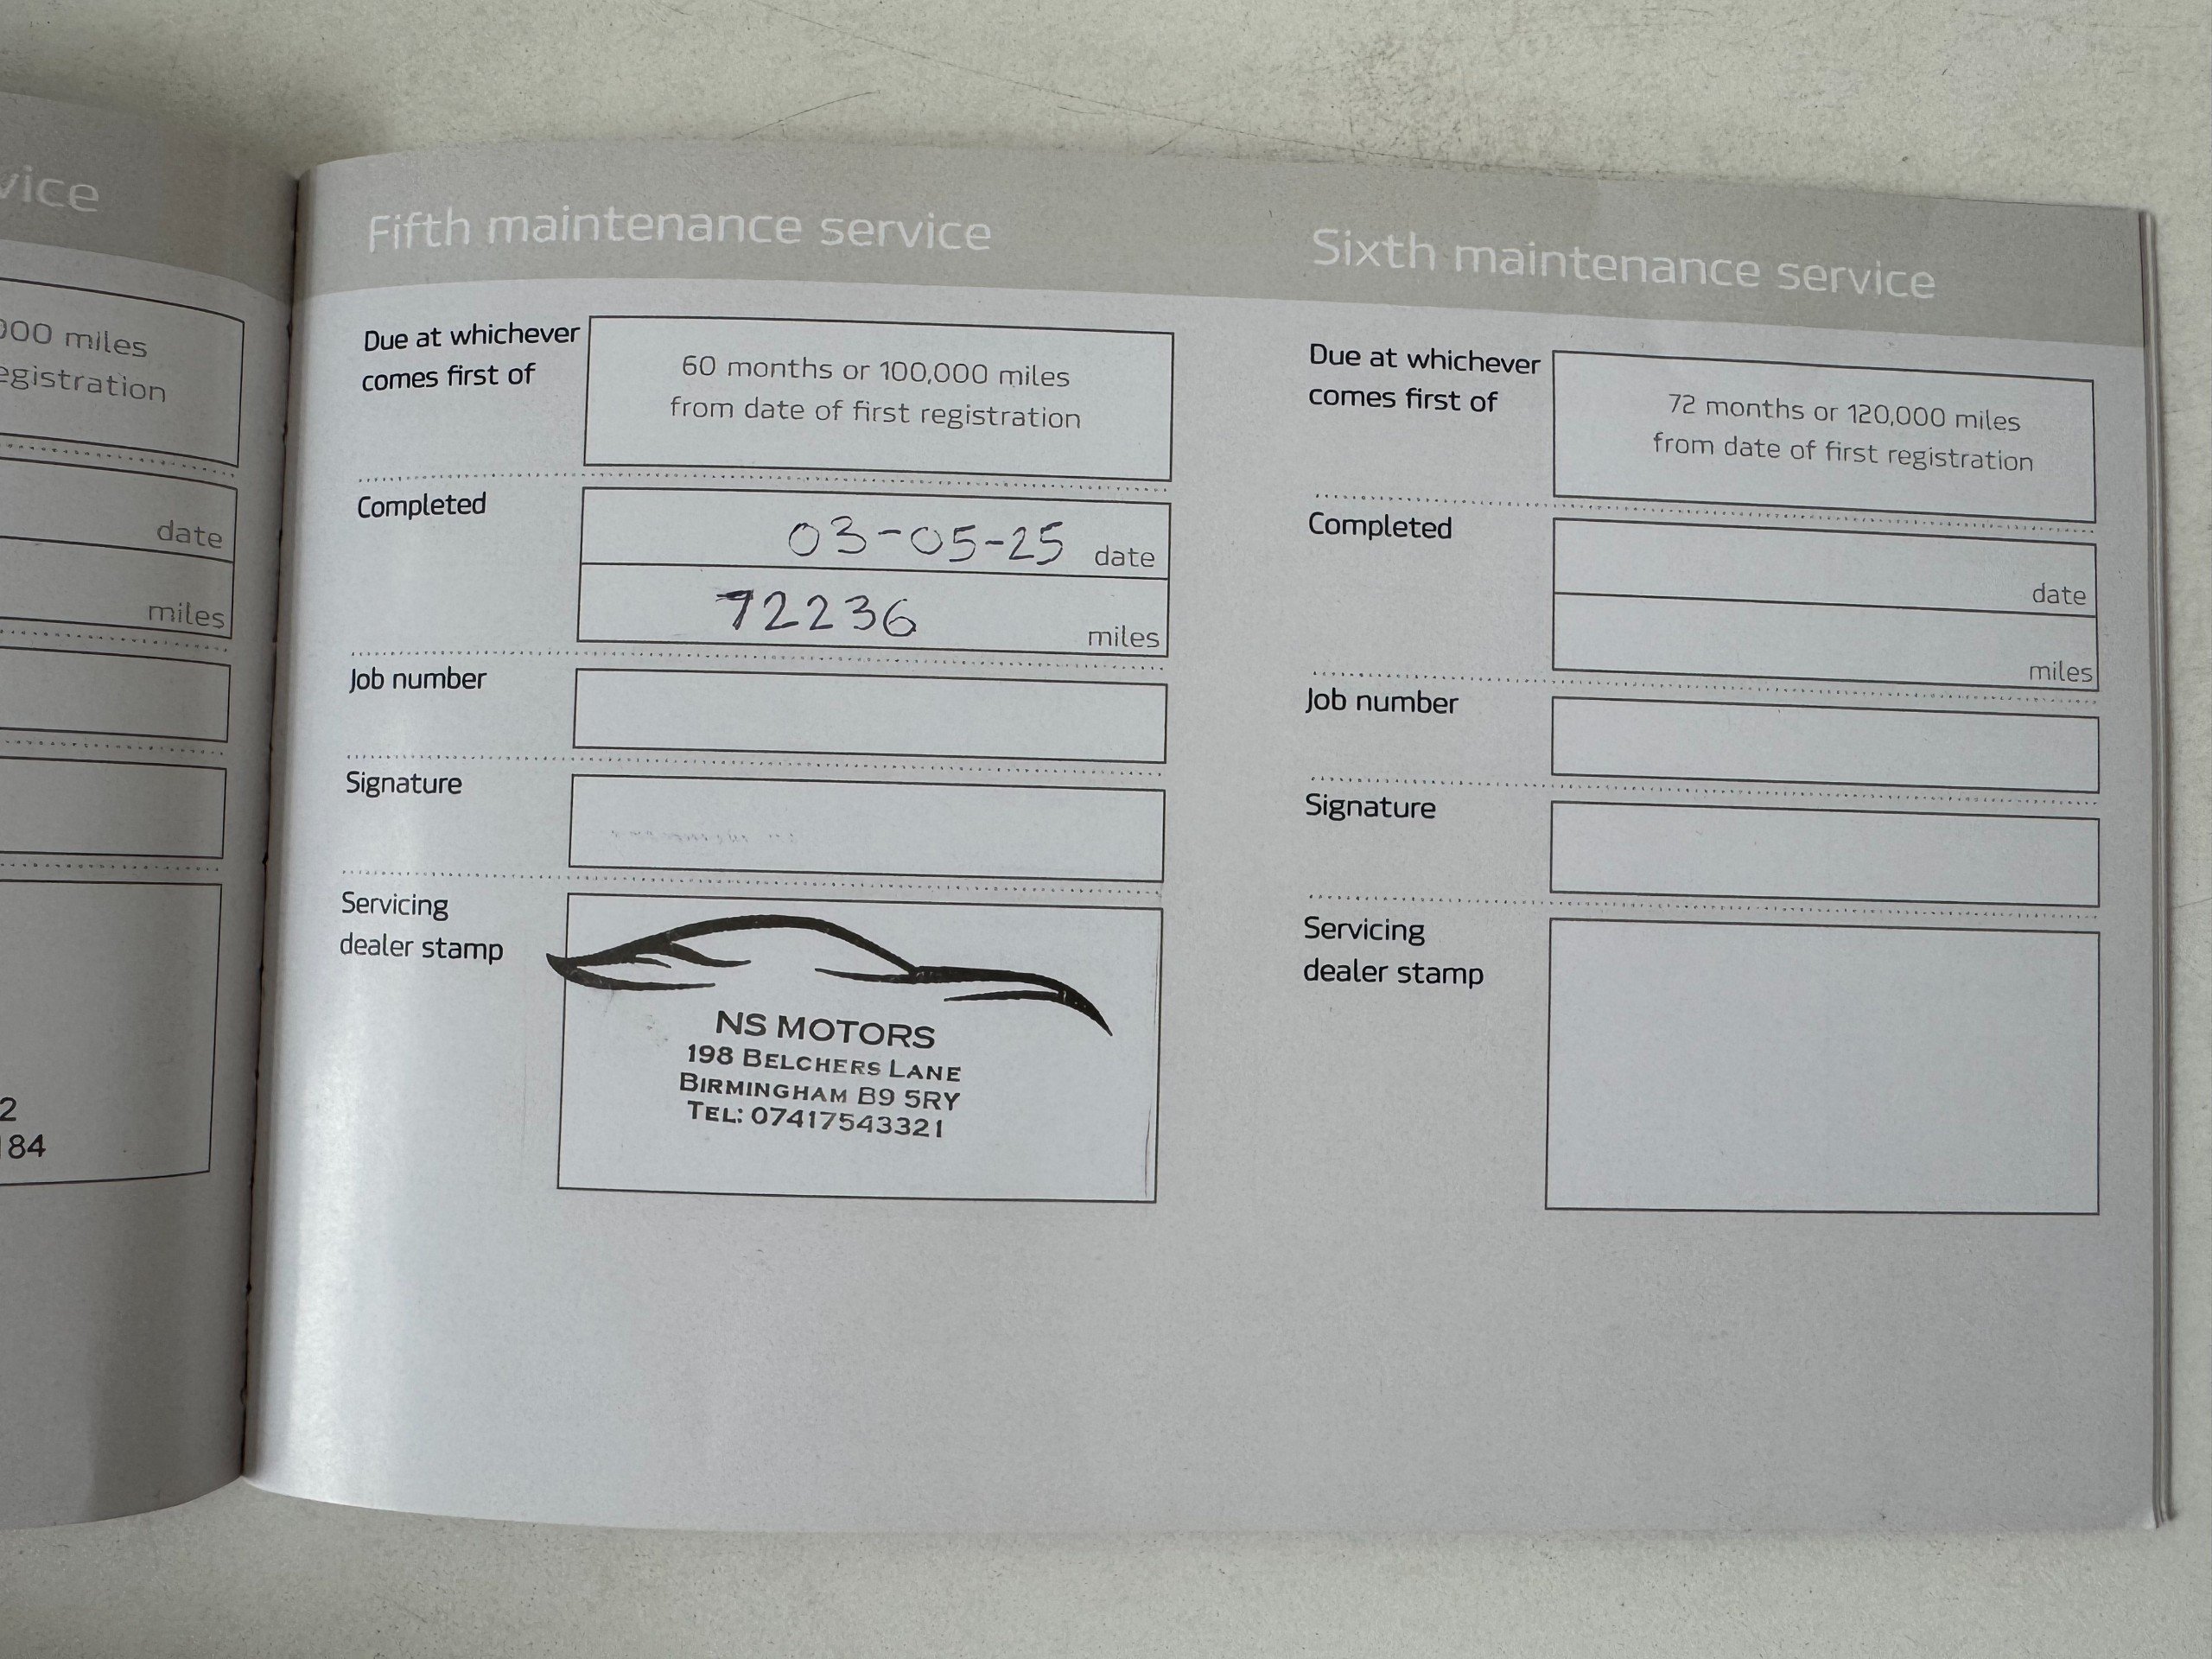 vice
000 miles
egistration
date
miles
2
184
Fifth maintenance service
Due at whichever
comes first of
60 months or 100,000 miles
from date of first registration
Completed
03-05-25 date
72236 miles
Job number
Signature
Servicing
dealer stamp
NS MOTORS
198 BELCHERS LANE
BIRMINGHAM B9 5RY
TEL: 07417543321
Sixth maintenance service
Due at whichever
comes first of
72 months or 120,000 miles
from date of first registration
Completed
date
miles
Job number
Signature
Servicing
dealer stamp